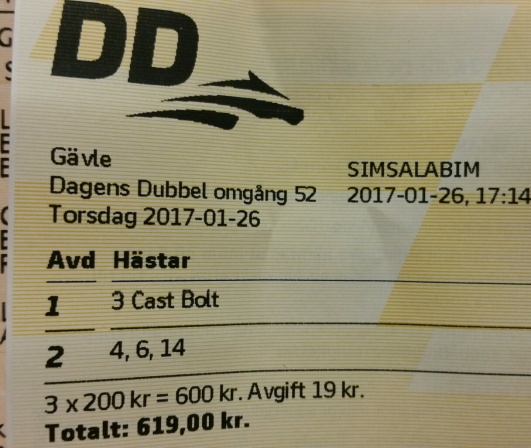 DD
Gävle
SIMSALABIM
Dagens Dubbel omgång 52
2017-01-26, 17:14
Torsdag 2017-01-26
Avd Hästar
1 3 Cast Bolt
2 4, 6, 14
3 x 200 kr = 600 kr. Avgift 19 kr.
Totalt: 619,00 kr.